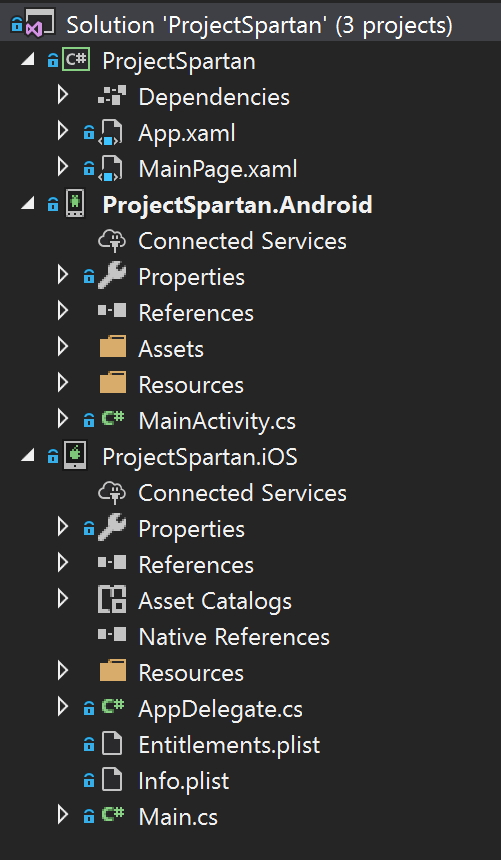 Solution 'ProjectSpartan' (3 projects)
C# ProjectSpartan
Dependencies
App.xaml
MainPage.xaml
ProjectSpartan.Android
Connected Services
Properties
References
Assets
Resources
C# MainActivity.cs
ProjectSpartan.iOS
Connected Services
Properties
References
Asset Catalogs
Native References
Resources
C# AppDelegate.cs
Entitlements.plist
Info.plist
C# Main.cs